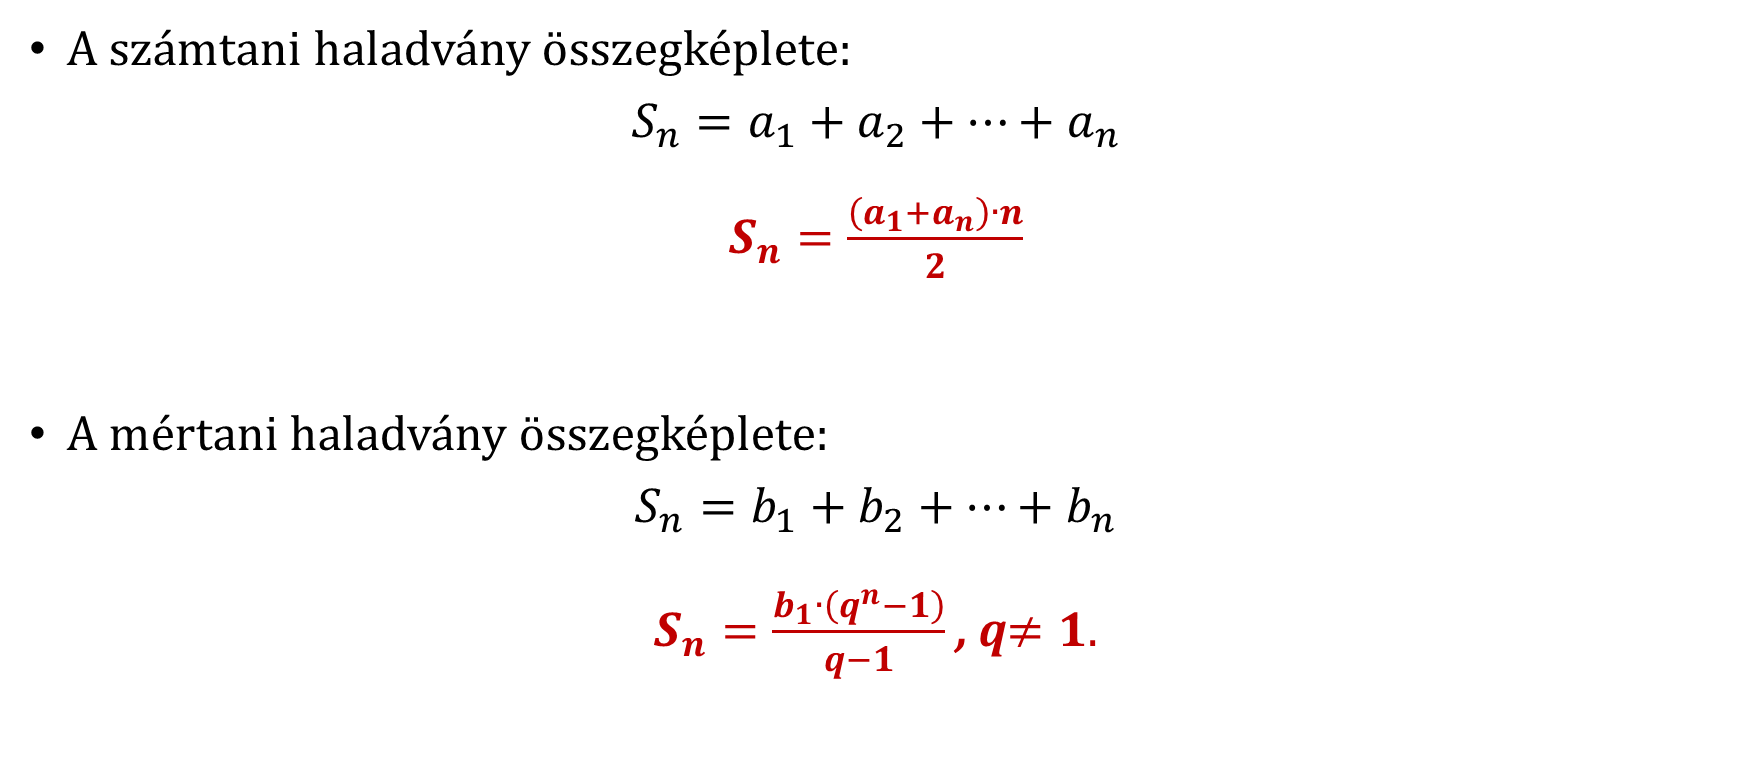 • A számtani haladvány összegképlete:
Sₙ = a₁ + a₂ + ⋯ + aₙ
Sₙ = (a₁+aₙ)·n / 2
• A mértani haladvány összegképlete:
Sₙ = b₁ + b₂ + ⋯ + bₙ
Sₙ = b₁·(qⁿ−1) / q−1 , q≠ 1.